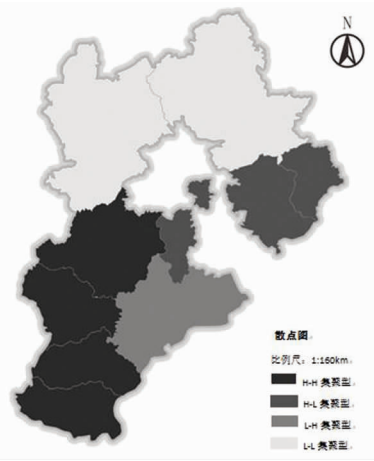 N
散点图。
比例尺：1:160km。
H-H 集聚型。
H-L 集聚型。
L-H 集聚型。
L-L 集聚型。